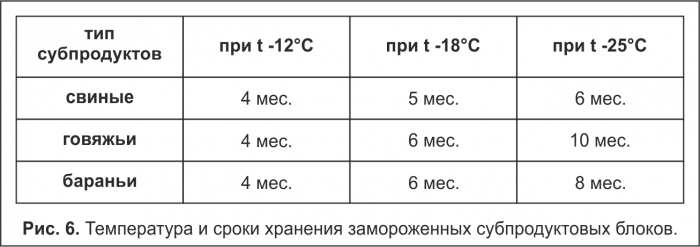 тип
субпродуктов
при t -12°C
при t -18°C
при t -25°C
свиные
4 мес.
5 мес.
6 мес.
говяжьи
4 мес.
6 мес.
10 мес.
бараньи
4 мес.
6 мес.
8 мес.
Рис. 6. Температура и сроки хранения замороженных субпродуктовых блоков.